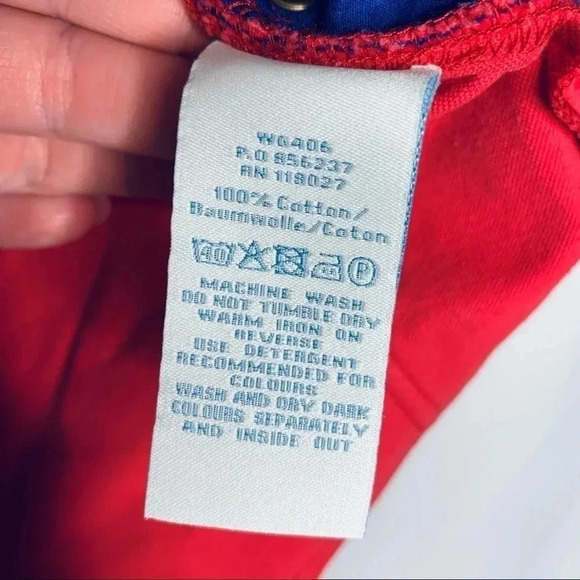 WG406
P.O 856237
RN 118027
100% Cotton/
Baumwolle/Coton
40 P
MACHINE WASH
DO NOT TUMBLE DRY
WARM IRON ON
REVERSE
USE DETERGENT
RECOMMENDED FOR
COLOURS
WASH AND DRY DARK
COLOURS SEPARATELY
AND INSIDE OUT